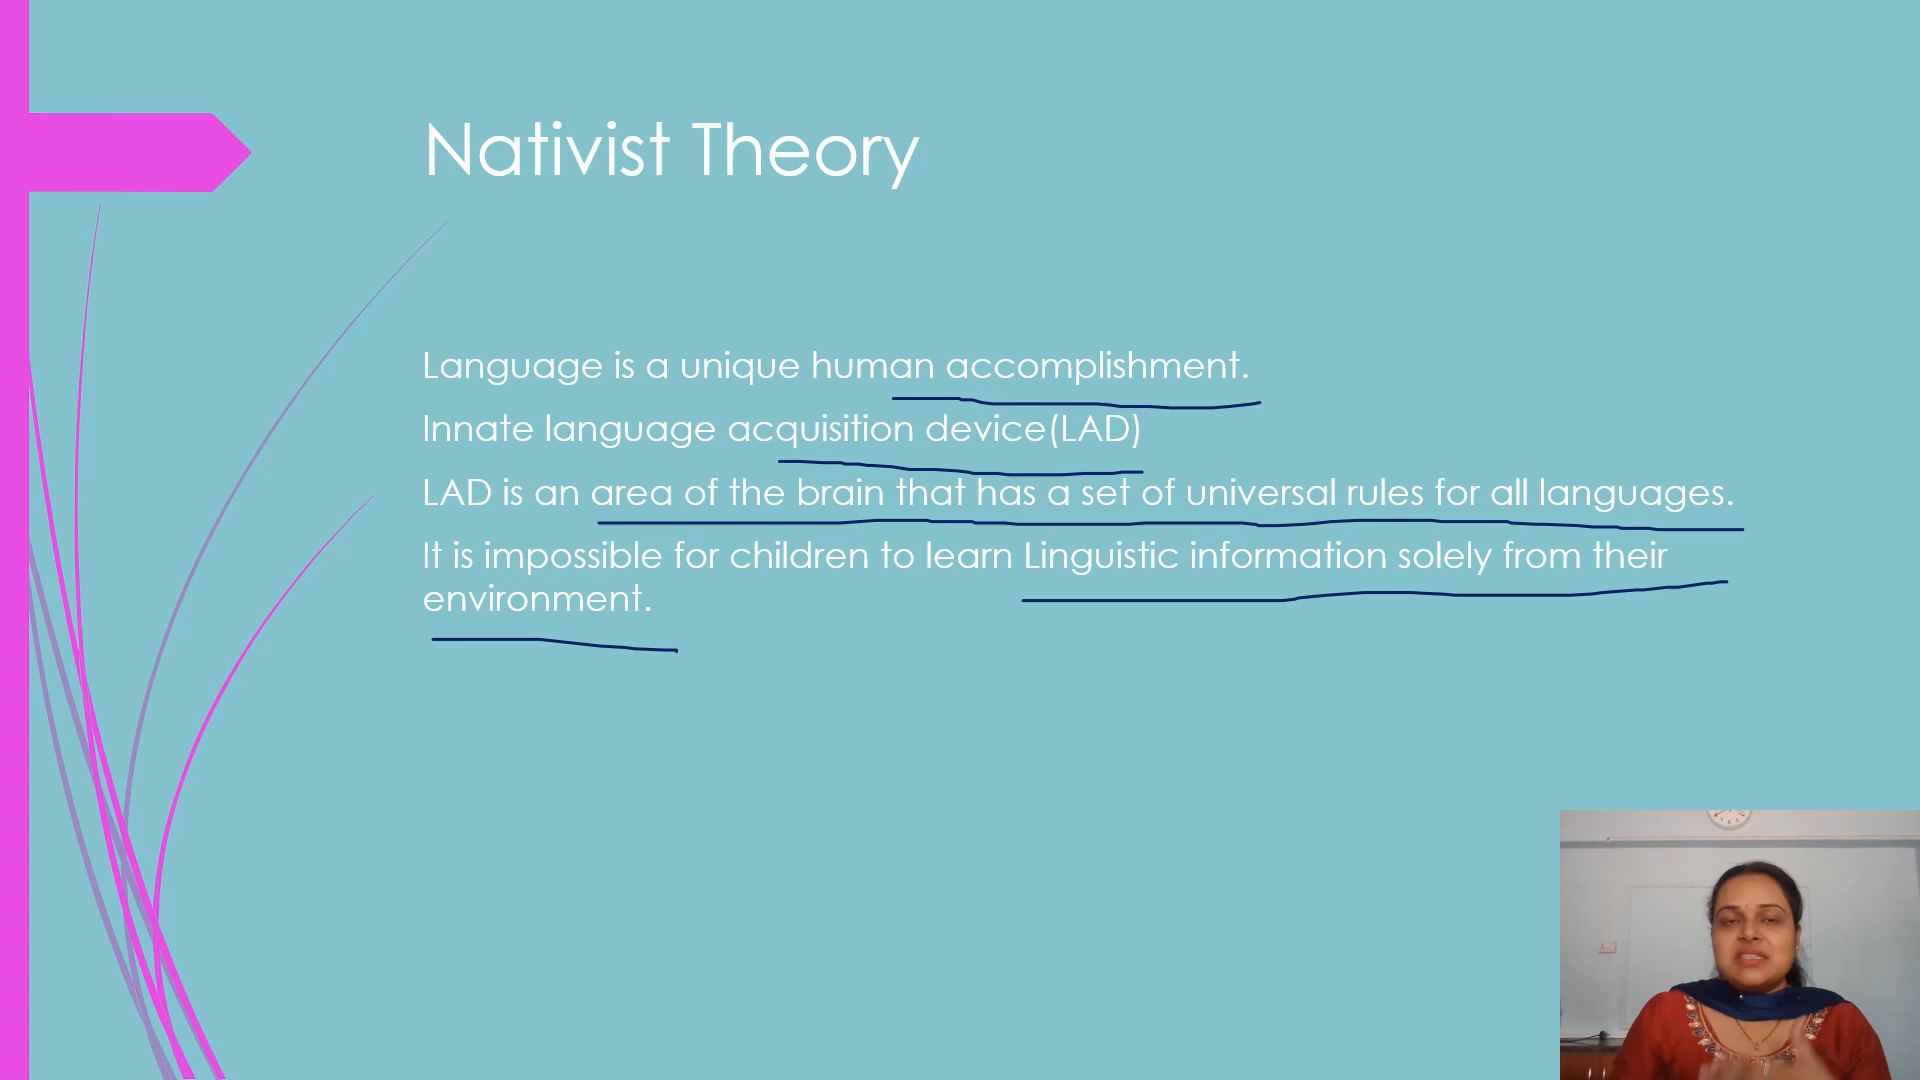 Nativist Theory
Language is a unique human accomplishment.
Innate language acquisition device(LAD)
LAD is an area of the brain that has a set of universal rules for all languages.
It is impossible for children to learn Linguistic information solely from their
environment.